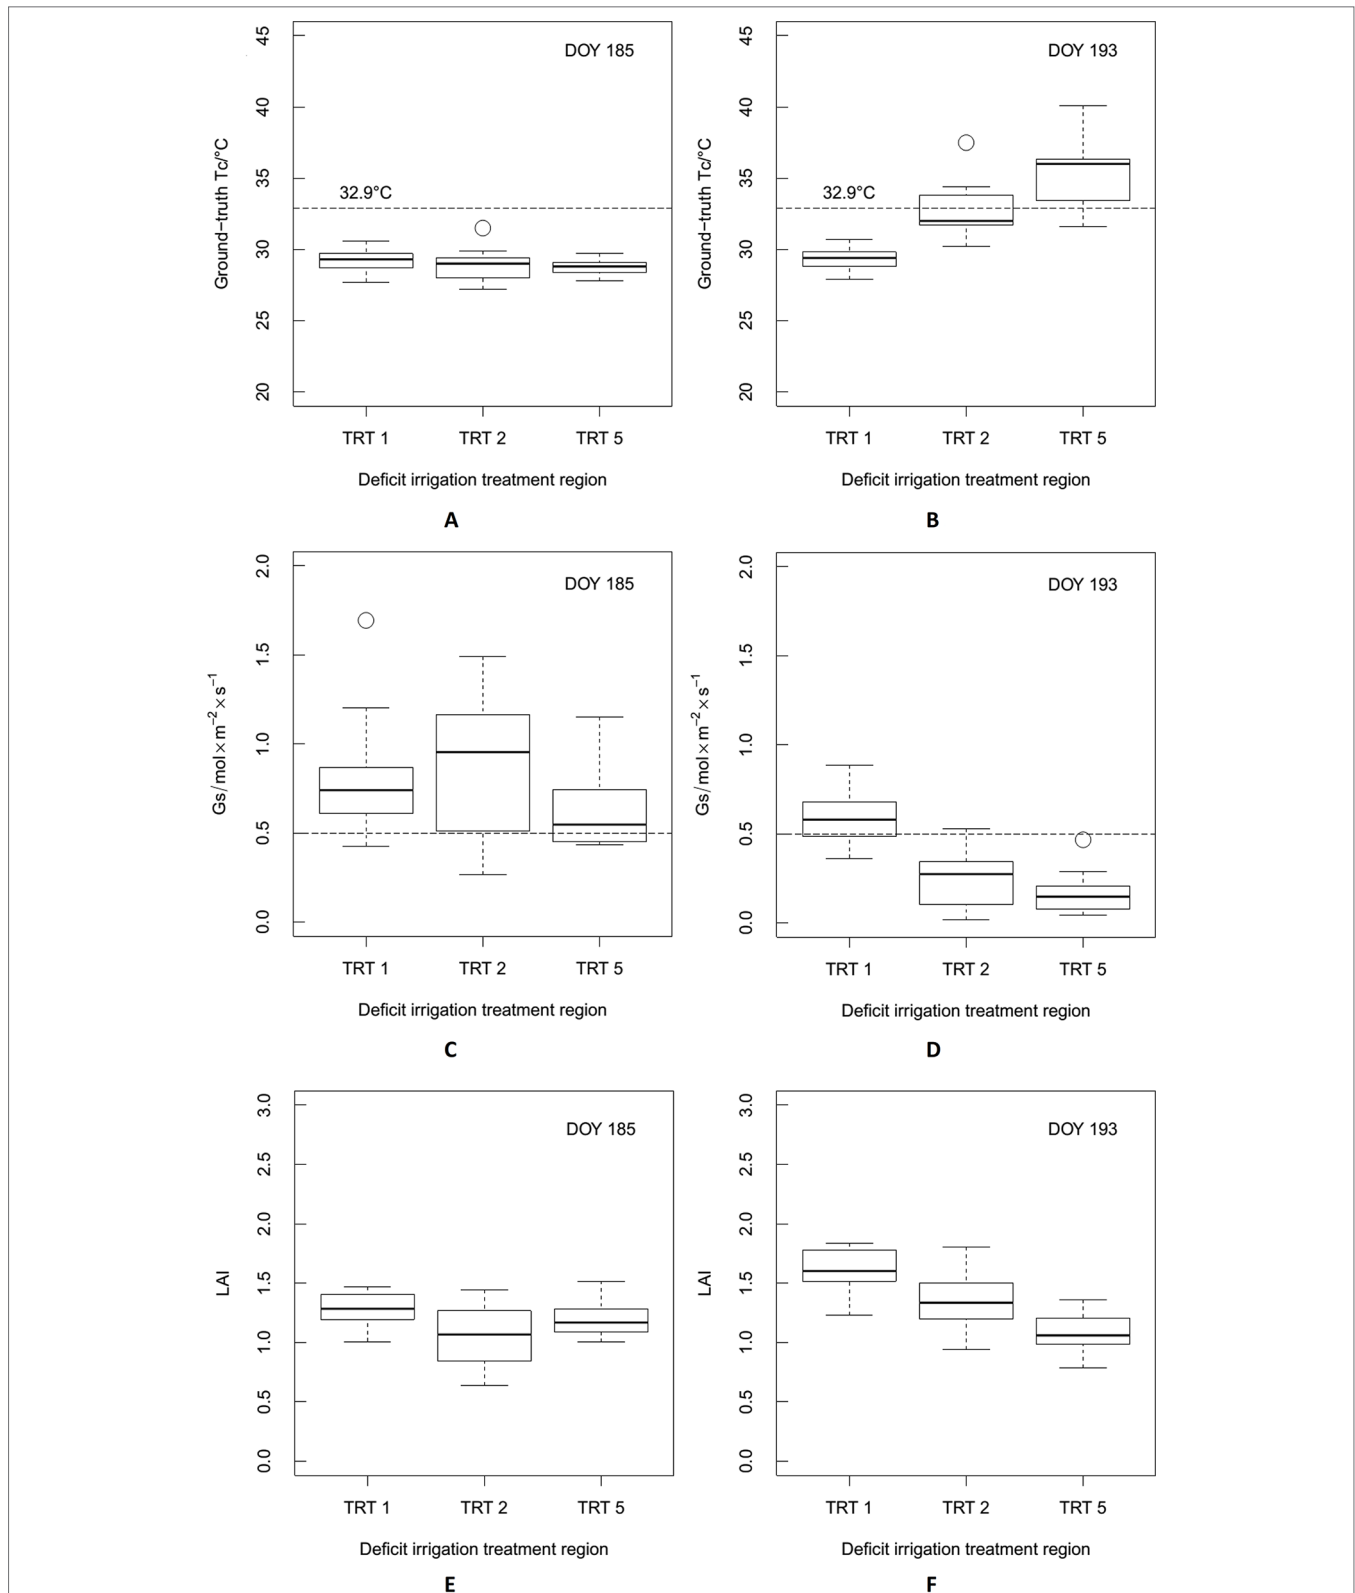 DOY 185
Ground−truth Tc/°C
45
40
35
30
25
20
32.9°C
TRT 1 TRT 2 TRT 5
Deficit irrigation treatment region
A
DOY 193
Ground−truth Tc/°C
45
40
35
30
25
20
32.9°C
TRT 1 TRT 2 TRT 5
Deficit irrigation treatment region
B
DOY 185
Gs/mol×m⁻²×s⁻¹
2.0
1.5
1.0
0.5
0.0
TRT 1 TRT 2 TRT 5
Deficit irrigation treatment region
C
DOY 193
Gs/mol×m⁻²×s⁻¹
2.0
1.5
1.0
0.5
0.0
TRT 1 TRT 2 TRT 5
Deficit irrigation treatment region
D
DOY 185
LAI
3.0
2.5
2.0
1.5
1.0
0.5
0.0
TRT 1 TRT 2 TRT 5
Deficit irrigation treatment region
E
DOY 193
LAI
3.0
2.5
2.0
1.5
1.0
0.5
0.0
TRT 1 TRT 2 TRT 5
Deficit irrigation treatment region
F